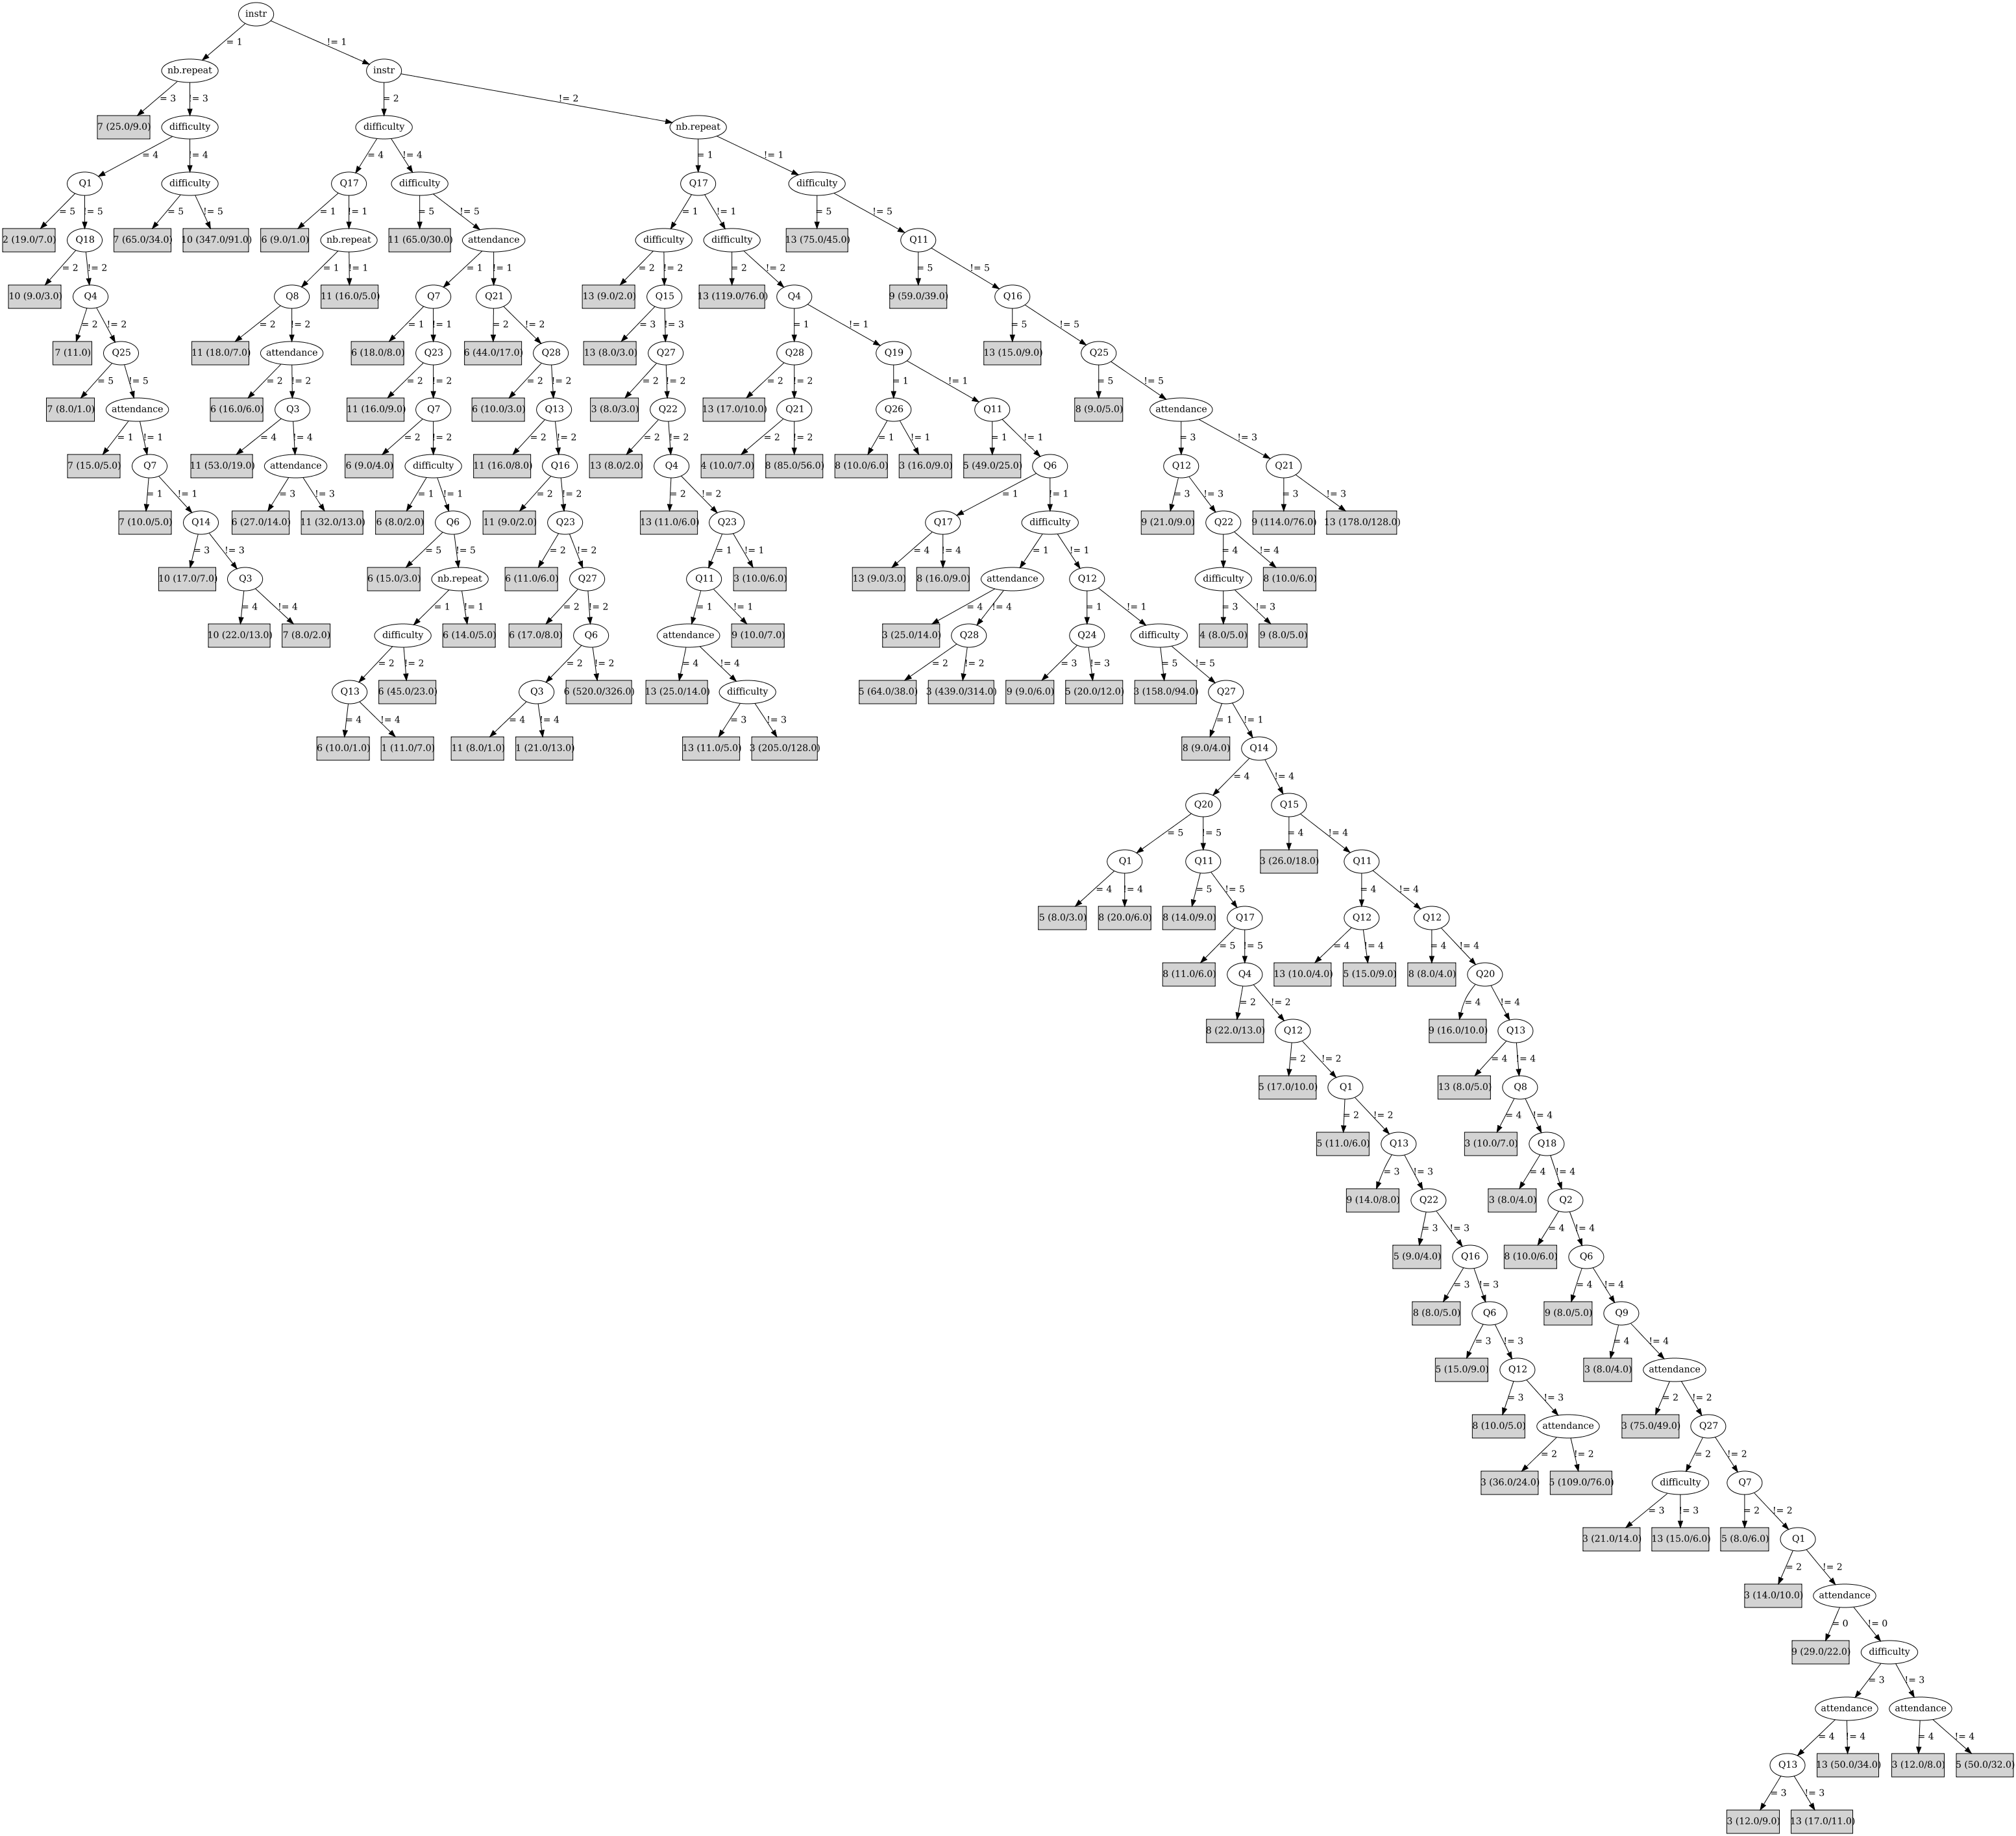 instr
= 1 != 1
nb.repeat instr
= 3 != 3 = 2 != 2
7 (25.0/9.0) difficulty difficulty nb.repeat
= 4 != 4 = 4 != 4 = 1 != 1
Q1 difficulty Q17 difficulty Q17 difficulty
= 5 != 5 = 5 != 5 = 1 != 1 = 5 != 5 = 1 != 1 = 5 != 5
2 (19.0/7.0) Q18 7 (65.0/34.0) 10 (347.0/91.0) 6 (9.0/1.0) nb.repeat 11 (65.0/30.0) attendance difficulty difficulty 13 (75.0/45.0) Q11
= 2 != 2 = 1 != 1 = 1 != 1 = 2 != 2 = 2 != 2 = 5 != 5
10 (9.0/3.0) Q4 Q8 11 (16.0/5.0) Q7 Q21 13 (9.0/2.0) Q15 13 (119.0/76.0) Q4 9 (59.0/39.0) Q16
= 2 != 2 = 2 != 2 = 1 != 1 = 2 != 2 = 3 != 3 = 1 != 1 = 5 != 5
7 (11.0) Q25 11 (18.0/7.0) attendance 6 (18.0/8.0) Q23 6 (44.0/17.0) Q28 13 (8.0/3.0) Q27 Q28 Q19 13 (15.0/9.0) Q25
= 5 != 5 = 2 != 2 = 2 != 2 = 2 != 2 = 2 != 2 = 2 != 2 = 1 != 1 = 5 != 5
7 (8.0/1.0) attendance 6 (16.0/6.0) Q3 11 (16.0/9.0) Q7 6 (10.0/3.0) Q13 3 (8.0/3.0) Q22 13 (17.0/10.0) Q21 Q26 Q11 8 (9.0/5.0) attendance
= 1 != 1 = 4 != 4 = 2 != 2 = 2 != 2 = 2 != 2 = 2 != 2 = 1 != 1 = 1 != 1 = 3 != 3
7 (15.0/5.0) Q7 11 (53.0/19.0) attendance 6 (9.0/4.0) difficulty 11 (16.0/8.0) Q16 13 (8.0/2.0) Q4 4 (10.0/7.0) 8 (85.0/56.0) 8 (10.0/6.0) 3 (16.0/9.0) 5 (49.0/25.0) Q6 Q12 Q21
= 1 != 1 = 3 != 3 = 1 != 1 = 2 != 2 = 2 != 2 = 1 != 1 = 3 != 3 = 3 != 3
7 (10.0/5.0) Q14 6 (27.0/14.0) 11 (32.0/13.0) 6 (8.0/2.0) Q6 11 (9.0/2.0) Q23 13 (11.0/6.0) Q23 Q17 difficulty 9 (21.0/9.0) Q22 9 (114.0/76.0) 13 (178.0/128.0)
= 3 != 3 = 5 != 5 = 2 != 2 = 1 != 1 = 4 != 4 = 1 != 1 = 4 != 4
10 (17.0/7.0) Q3 6 (15.0/3.0) nb.repeat 6 (11.0/6.0) Q27 Q11 3 (10.0/6.0) 13 (9.0/3.0) 8 (16.0/9.0) attendance Q12 difficulty 8 (10.0/6.0)
= 4 != 4 = 1 != 1 = 2 != 2 = 1 != 1 = 4 != 4 = 1 != 1 = 3 != 3
10 (22.0/13.0) 7 (8.0/2.0) difficulty 6 (14.0/5.0) 6 (17.0/8.0) Q6 attendance 9 (10.0/7.0) 3 (25.0/14.0) Q28 Q24 difficulty 4 (8.0/5.0) 9 (8.0/5.0)
= 2 != 2 = 2 != 2 = 4 != 4 = 2 != 2 = 3 != 3 = 5 != 5
Q13 6 (45.0/23.0) Q3 6 (520.0/326.0) 13 (25.0/14.0) difficulty 5 (64.0/38.0) 3 (439.0/314.0) 9 (9.0/6.0) 5 (20.0/12.0) 3 (158.0/94.0) Q27
= 4 != 4 = 4 != 4 = 3 != 3 = 1 != 1
6 (10.0/1.0) 1 (11.0/7.0) 11 (8.0/1.0) 1 (21.0/13.0) 13 (11.0/5.0) 3 (205.0/128.0) 8 (9.0/4.0) Q14
= 4 != 4
Q20 Q15
= 5 != 5 = 4 != 4
Q1 Q11 3 (26.0/18.0) Q11
= 4 != 4 = 5 != 5 = 4 != 4
5 (8.0/3.0) 8 (20.0/6.0) 8 (14.0/9.0) Q17 Q12 Q12
= 5 != 5 = 4 != 4 = 4 != 4
8 (11.0/6.0) Q4 13 (10.0/4.0) 5 (15.0/9.0) 8 (8.0/4.0) Q20
= 2 != 2 = 4 != 4
8 (22.0/13.0) Q12 9 (16.0/10.0) Q13
= 2 != 2 = 4 != 4
5 (17.0/10.0) Q1 13 (8.0/5.0) Q8
= 2 != 2 = 4 != 4
5 (11.0/6.0) Q13 3 (10.0/7.0) Q18
= 3 != 3 = 4 != 4
9 (14.0/8.0) Q22 3 (8.0/4.0) Q2
= 3 != 3 = 4 != 4
5 (9.0/4.0) Q16 8 (10.0/6.0) Q6
= 3 != 3 = 4 != 4
8 (8.0/5.0) Q6 9 (8.0/5.0) Q9
= 3 != 3 = 4 != 4
5 (15.0/9.0) Q12 3 (8.0/4.0) attendance
= 3 != 3 = 2 != 2
8 (10.0/5.0) attendance 3 (75.0/49.0) Q27
= 2 != 2 = 2 != 2
3 (36.0/24.0) 5 (109.0/76.0) difficulty Q7
= 3 != 3 = 2 != 2
3 (21.0/14.0) 13 (15.0/6.0) 5 (8.0/6.0) Q1
= 2 != 2
3 (14.0/10.0) attendance
= 0 != 0
9 (29.0/22.0) difficulty
= 3 != 3
attendance attendance
= 4 != 4 = 4 != 4
Q13 13 (50.0/34.0) 3 (12.0/8.0) 5 (50.0/32.0)
= 3 != 3
3 (12.0/9.0) 13 (17.0/11.0)